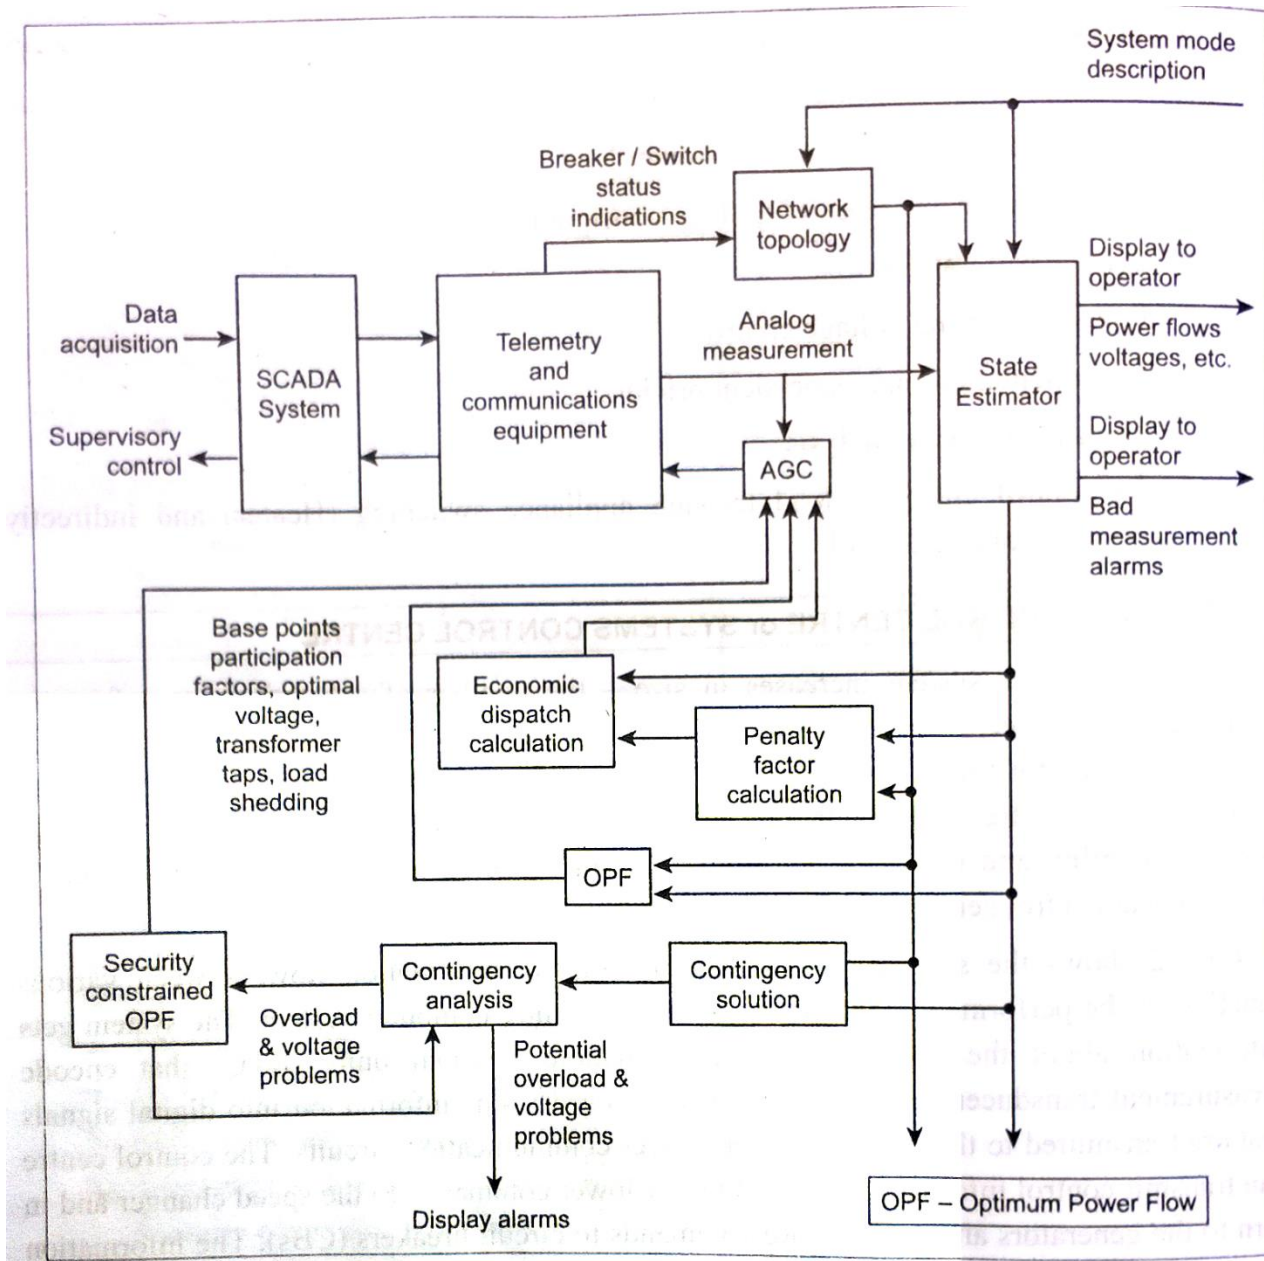 System mode
description
Breaker / Switch
status
indications
Network
topology
Display to
operator
Data
acquisition
Analog
measurement
Power flows
voltages, etc.
SCADA
System
Telemetry
and
communications
equipment
State
Estimator
Supervisory
control
AGC
Display to
operator
Bad
measurement
alarms
Base points
participation
factors, optimal
voltage,
transformer
taps, load
shedding
Economic
dispatch
calculation
Penalty
factor
calculation
OPF
Security
constrained
OPF
Contingency
analysis
Contingency
solution
Overload
& voltage
problems
Potential
overload &
voltage
problems
Display alarms
OPF – Optimum Power Flow